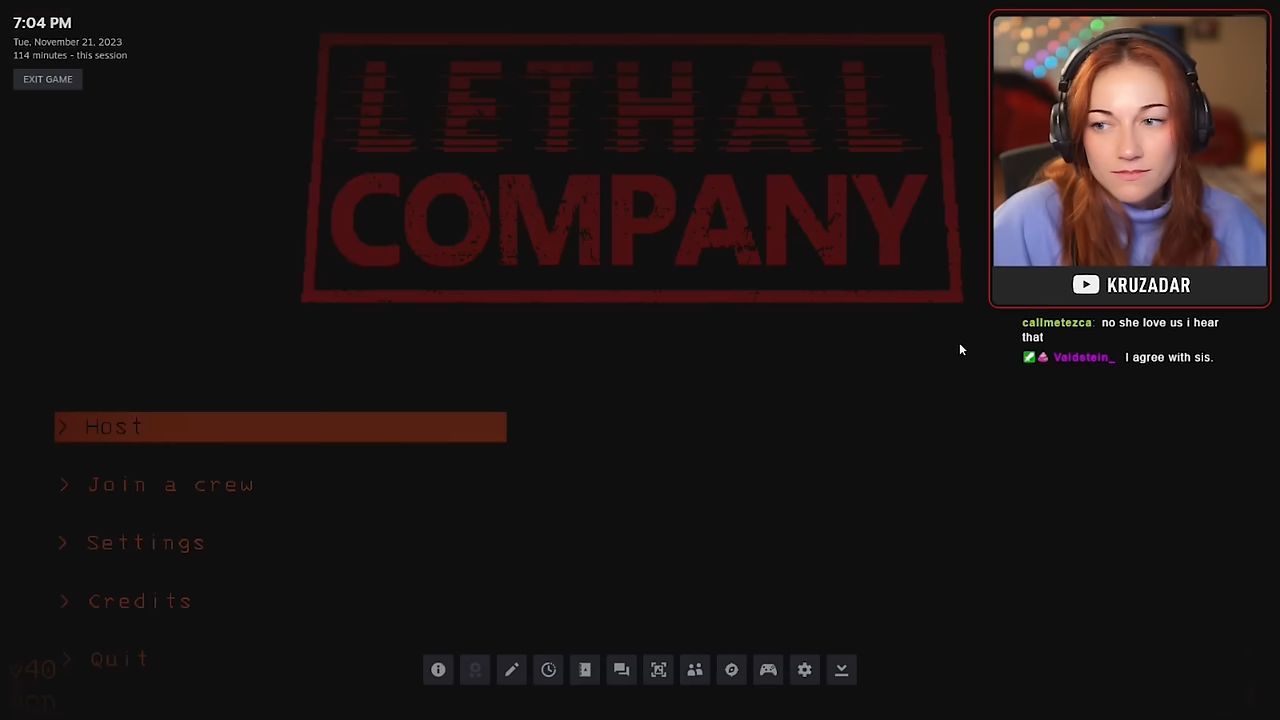 7:04 PM
Tue, November 21, 2023
114 minutes - this session
EXIT GAME
LETHAL
COMPANY
KRUZADAR
callmetezca: no she love us i hear
that
Valdstein_ I agree with sis.
> Host
> Join a crew
> Settings
> Credits
> Quit
v40